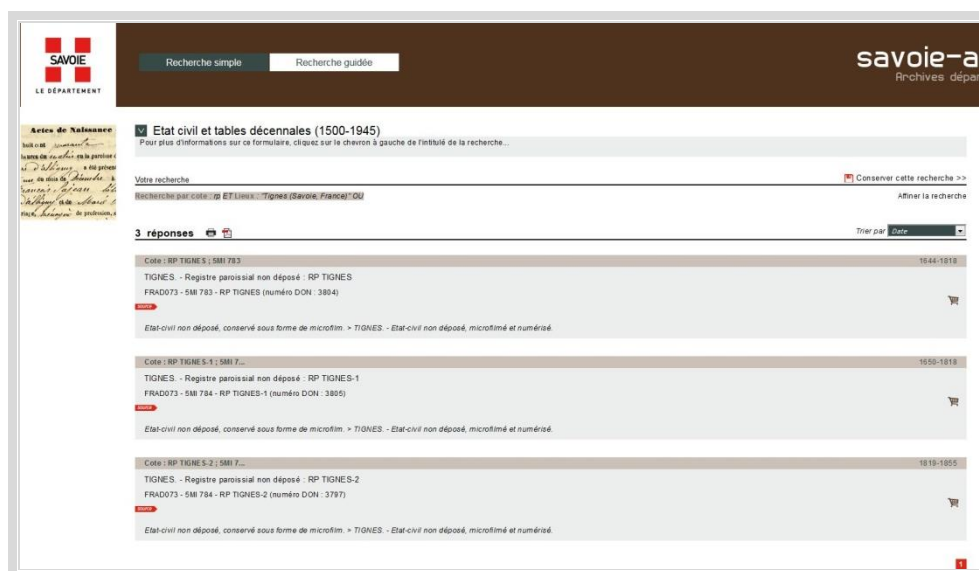 SAVOIE
LE DÉPARTEMENT
Recherche simple
Recherche guidée
savoie-a
Archives dépar
Actes de Naissance
Etat civil et tables décennales (1500-1945)
Pour plus d'informations sur ce formulaire, cliquez sur le chevron à gauche de l'intitulé de la recherche...
Votre recherche
Conserver cette recherche >>
Recherche par cote : rp ET Lieux : "Tignes (Savoie, France)" OU
Affiner la recherche
3 réponses
Trier par Date
Cote : RP TIGNES ; 5MI 783
1644-1818
TIGNES. - Registre paroissial non déposé : RP TIGNES
FRAD073 - 5MI 783 - RP TIGNES (numéro DON : 3804)
Etat-civil non déposé, conservé sous forme de microfilm. > TIGNES. - Etat-civil non déposé, microfilmé et numérisé.
Cote : RP TIGNES-1 ; 5MI 7...
1650-1818
TIGNES. - Registre paroissial non déposé : RP TIGNES-1
FRAD073 - 5MI 784 - RP TIGNES-1 (numéro DON : 3805)
Etat-civil non déposé, conservé sous forme de microfilm. > TIGNES. - Etat-civil non déposé, microfilmé et numérisé.
Cote : RP TIGNES-2 ; 5MI 7...
1819-1855
TIGNES. - Registre paroissial non déposé : RP TIGNES-2
FRAD073 - 5MI 784 - RP TIGNES-2 (numéro DON : 3797)
Etat-civil non déposé, conservé sous forme de microfilm. > TIGNES. - Etat-civil non déposé, microfilmé et numérisé.
1